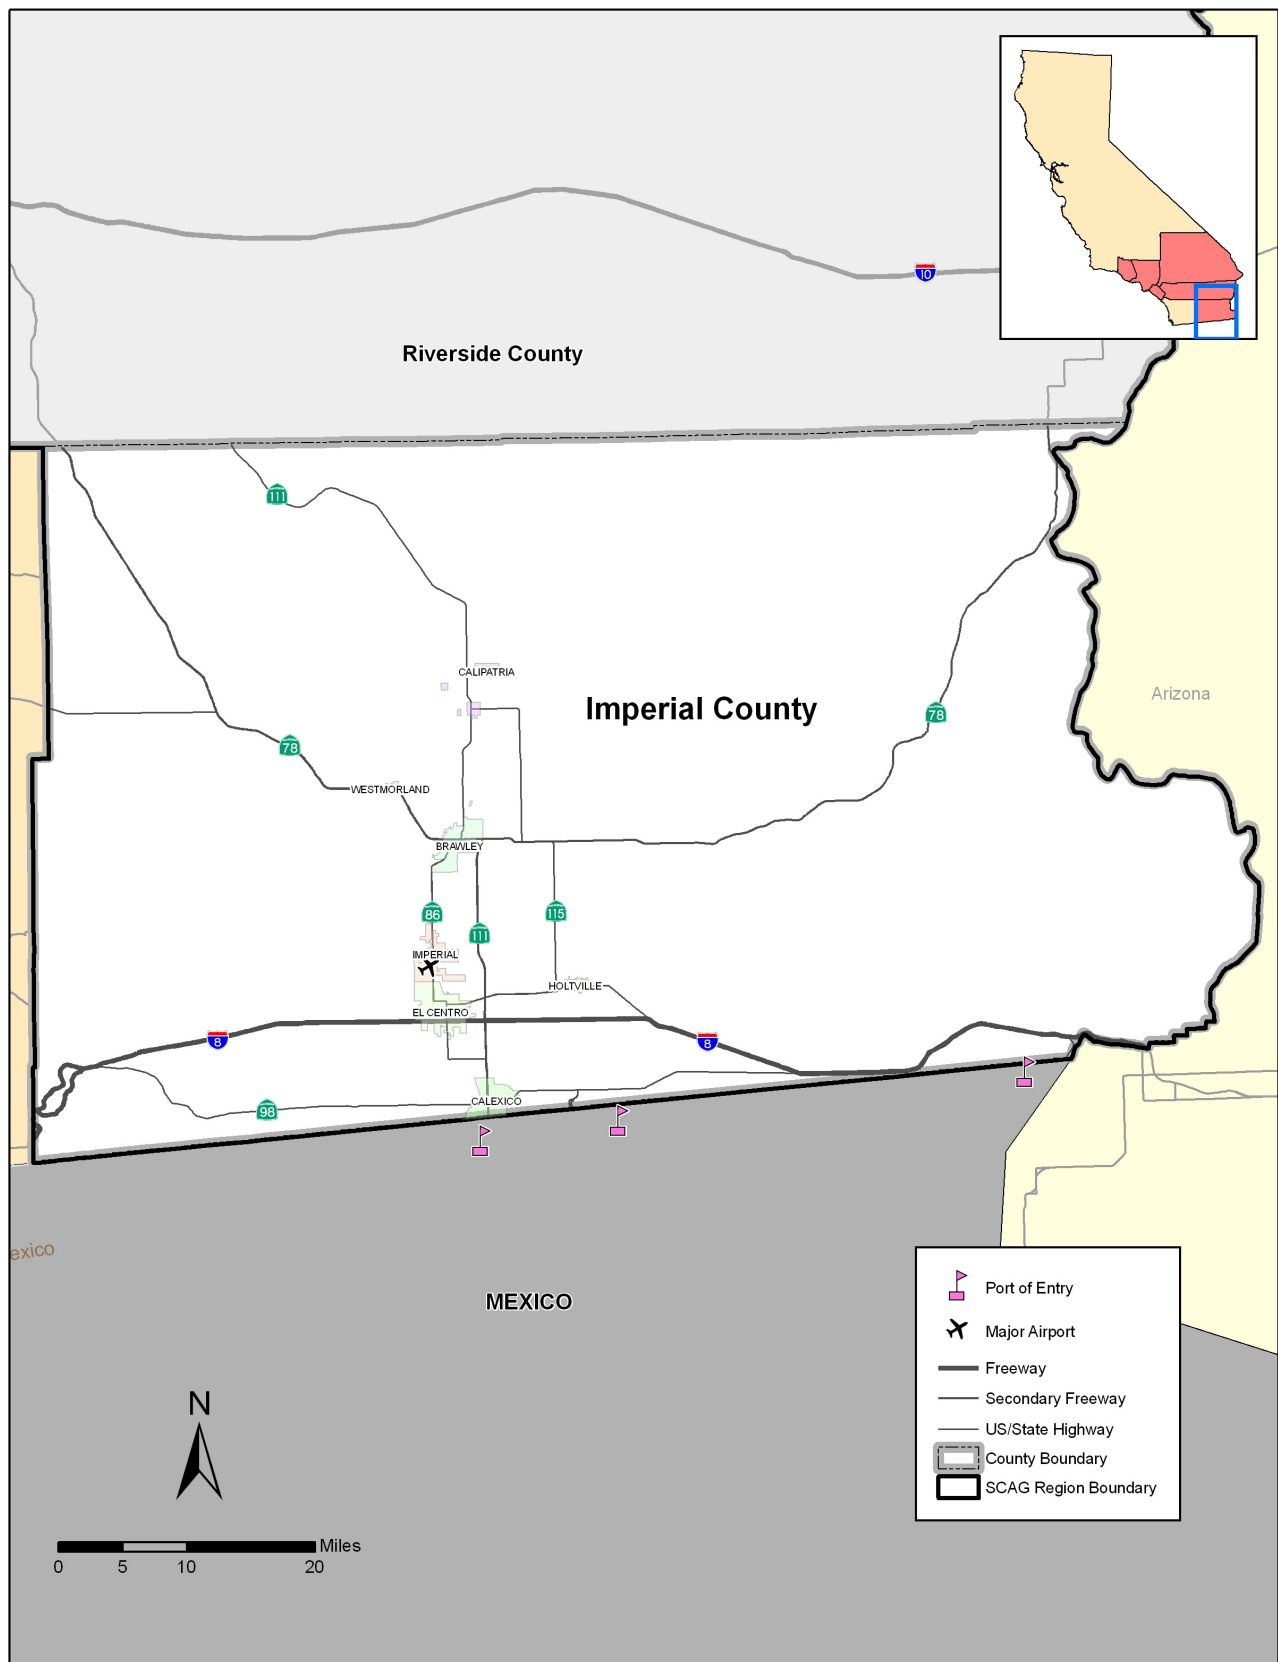 10
Riverside County
111
CALIPATRIA
Imperial County
Arizona
78
78
WESTMORLAND
BRAWLEY
86
115
111
IMPERIAL
HOLTVILLE
EL CENTRO
8
8
CALEXICO
98
exico
MEXICO
Port of Entry
Major Airport
Freeway
Secondary Freeway
US/State Highway
County Boundary
SCAG Region Boundary
N
Miles
0 5 10 20